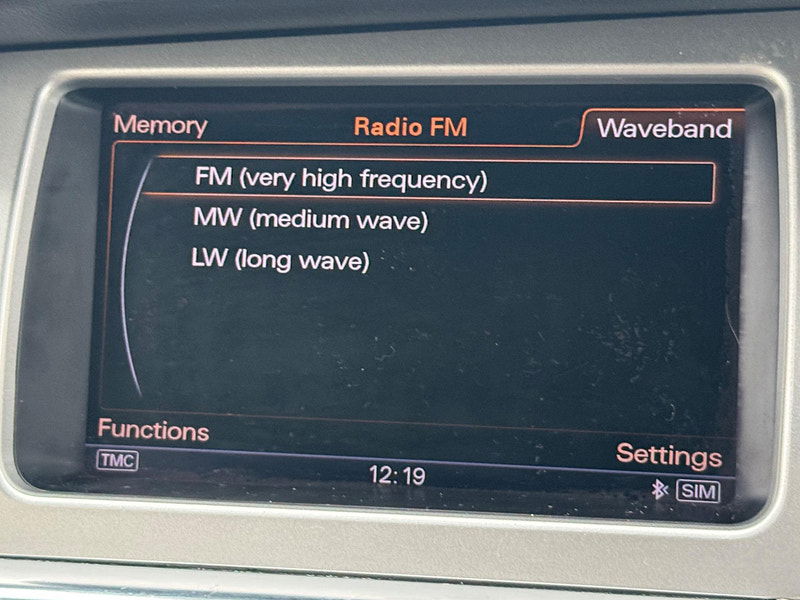 Memory Radio FM Waveband
FM (very high frequency)
MW (medium wave)
LW (long wave)
Functions
Settings
TMC 12:19 SIM